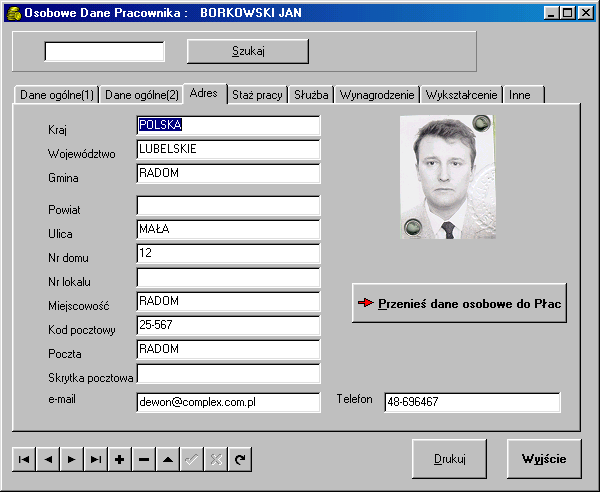 Osobowe Dane Pracownika : BORKOWSKI JAN
Szukaj
Dane ogólne(1) Dane ogólne(2) Adres Staż pracy Służba Wynagrodzenie Wykształcenie Inne
Kraj POLSKA
Województwo LUBELSKIE
Gmina RADOM
Powiat
Ulica MAŁA
Nr domu 12
Nr lokalu
Przenieś dane osobowe do Płac
Miejscowość RADOM
Kod pocztowy 25-567
Poczta RADOM
Skrytka pocztowa
e-mail dewon@complex.com.pl Telefon 48-696467
Drukuj Wyjście